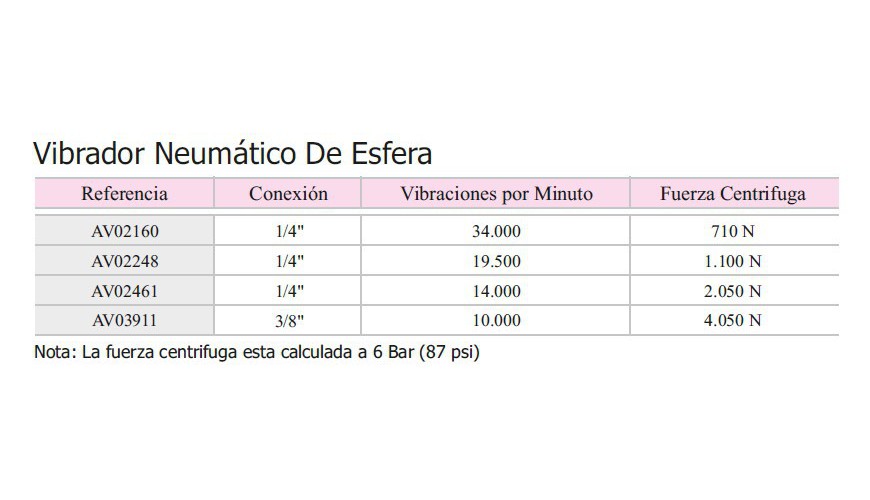 Vibrador Neumático De Esfera
Referencia Conexión Vibraciones por Minuto Fuerza Centrifuga
AV02160 1/4" 34.000 710 N
AV02248 1/4" 19.500 1.100 N
AV02461 1/4" 14.000 2.050 N
AV03911 3/8" 10.000 4.050 N
Nota: La fuerza centrifuga esta calculada a 6 Bar (87 psi)